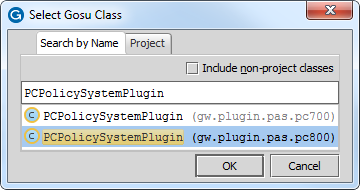 Select Gosu Class
Search by Name Project
Include non-project classes
PCPolicySystemPlugin
PCPolicySystemPlugin (gw.plugin.pas.pc700)
PCPolicySystemPlugin (gw.plugin.pas.pc800)
OK Cancel